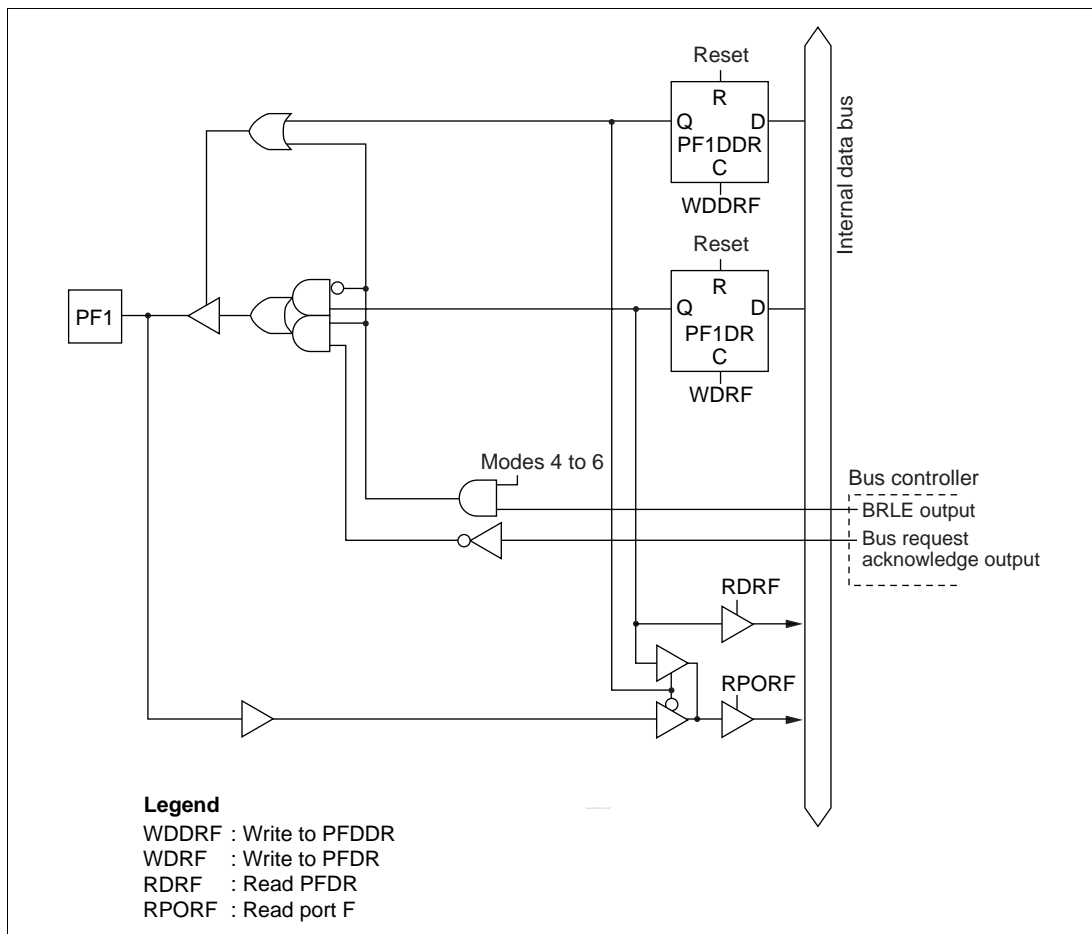 Reset
R
Q D
PF1DDR
C
WDDRF
Internal data bus
Reset
R
Q D
PF1DR
C
WDRF
PF1
Modes 4 to 6
Bus controller
BRLE output
Bus request
acknowledge output
RDRF
RPORF
Legend
WDDRF : Write to PFDDR
WDRF : Write to PFDR
RDRF : Read PFDR
RPORF : Read port F